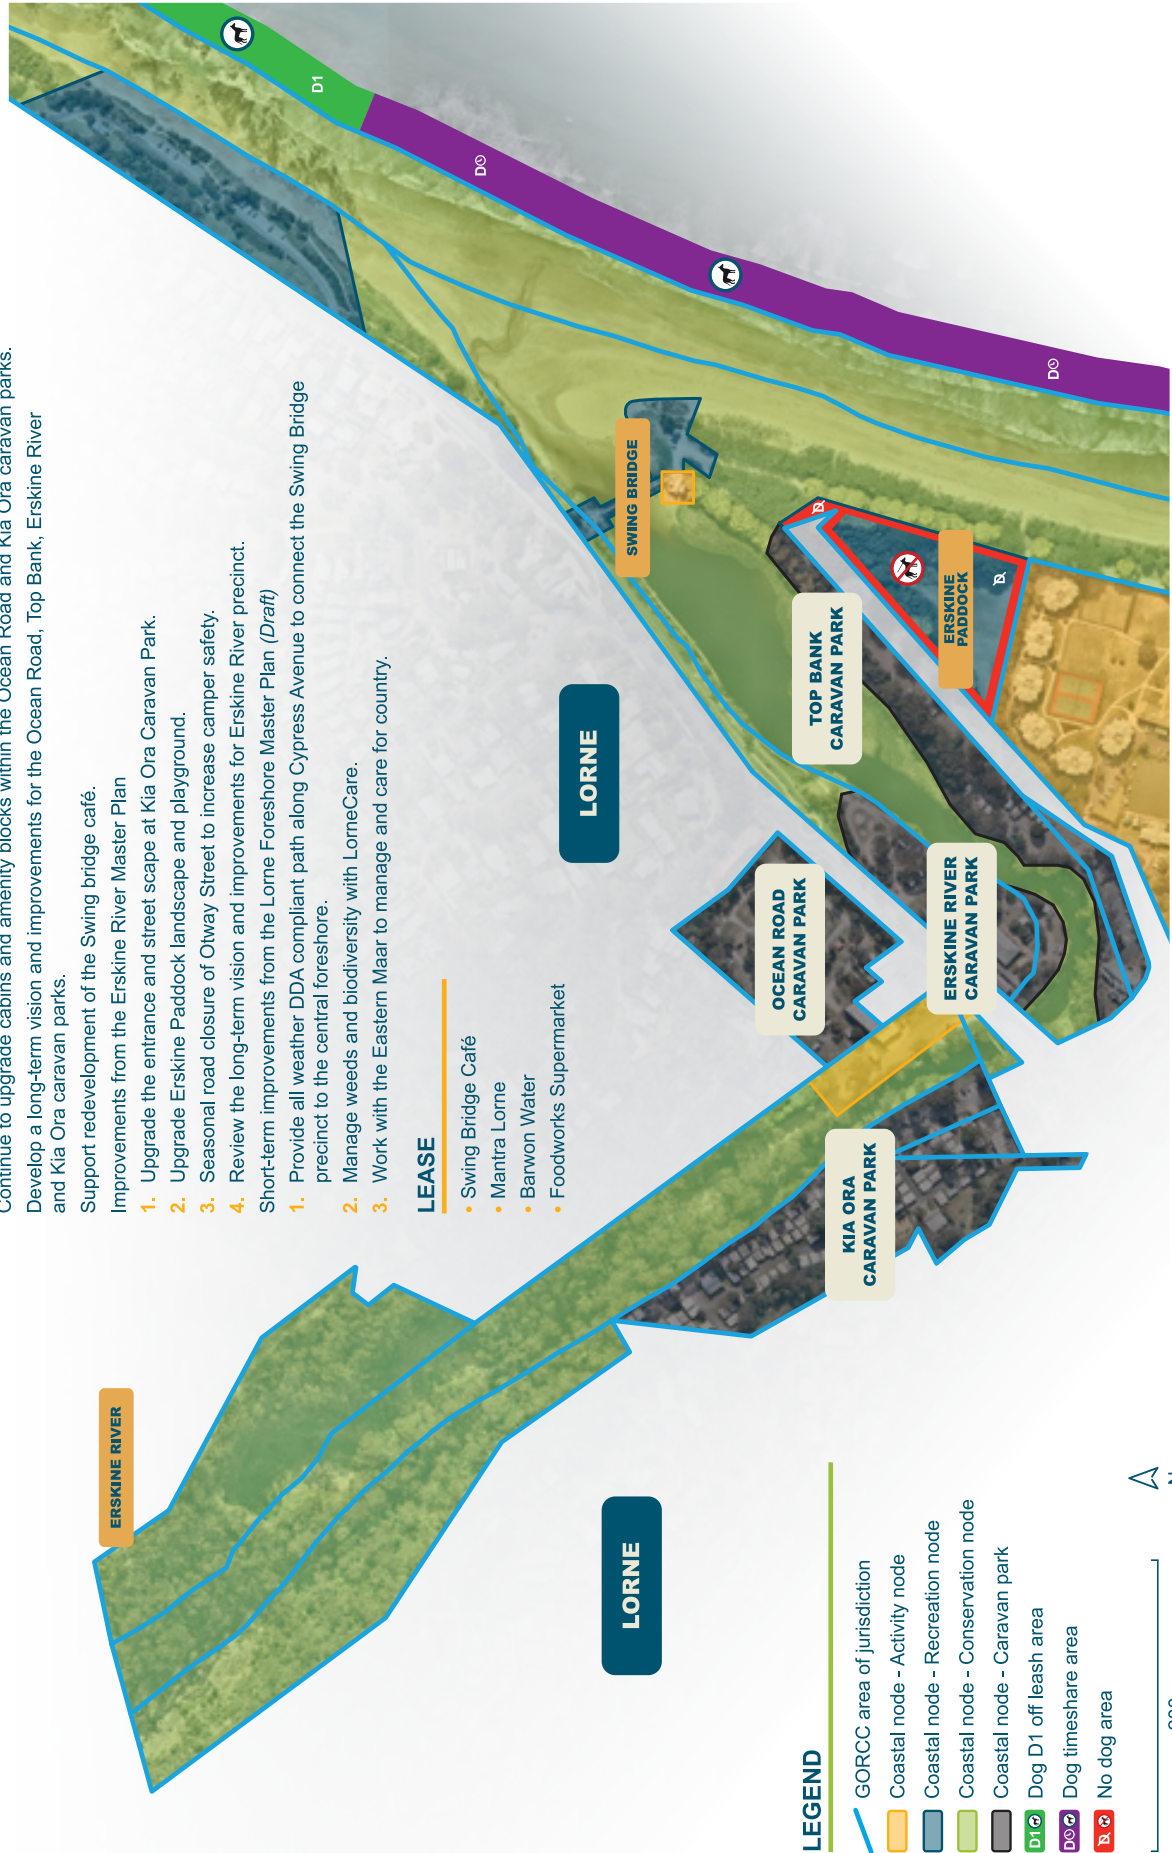 Continue to upgrade cabins and amenity blocks within the Ocean Road and Kia Ora caravan parks.
Develop a long-term vision and improvements for the Ocean Road, Top Bank, Erskine River
and Kia Ora caravan parks.
Support redevelopment of the Swing bridge café.
Improvements from the Erskine River Master Plan
1. Upgrade the entrance and street scape at Kia Ora Caravan Park.
2. Upgrade Erskine Paddock landscape and playground.
3. Seasonal road closure of Otway Street to increase camper safety.
4. Review the long-term vision and improvements for Erskine River precinct.
Short-term improvements from the Lorne Foreshore Master Plan (Draft)
1. Provide all weather DDA compliant path along Cypress Avenue to connect the Swing Bridge
precinct to the central foreshore.
2. Manage weeds and biodiversity with LorneCare.
3. Work with the Eastern Maar to manage and care for country.
LEASE
• Swing Bridge Café
• Mantra Lorne
• Barwon Water
• Foodworks Supermarket
ERSKINE RIVER
LORNE
LORNE
KIA ORA
CARAVAN PARK
OCEAN ROAD
CARAVAN PARK
ERSKINE RIVER
CARAVAN PARK
TOP BANK
CARAVAN PARK
SWING BRIDGE
ERSKINE
PADDOCK
D1
D
D
D
D
LEGEND
GORCC area of jurisdiction
Coastal node - Activity node
Coastal node - Recreation node
Coastal node - Conservation node
Coastal node - Caravan park
D1 Dog D1 off leash area
D Dog timeshare area
D No dog area
N